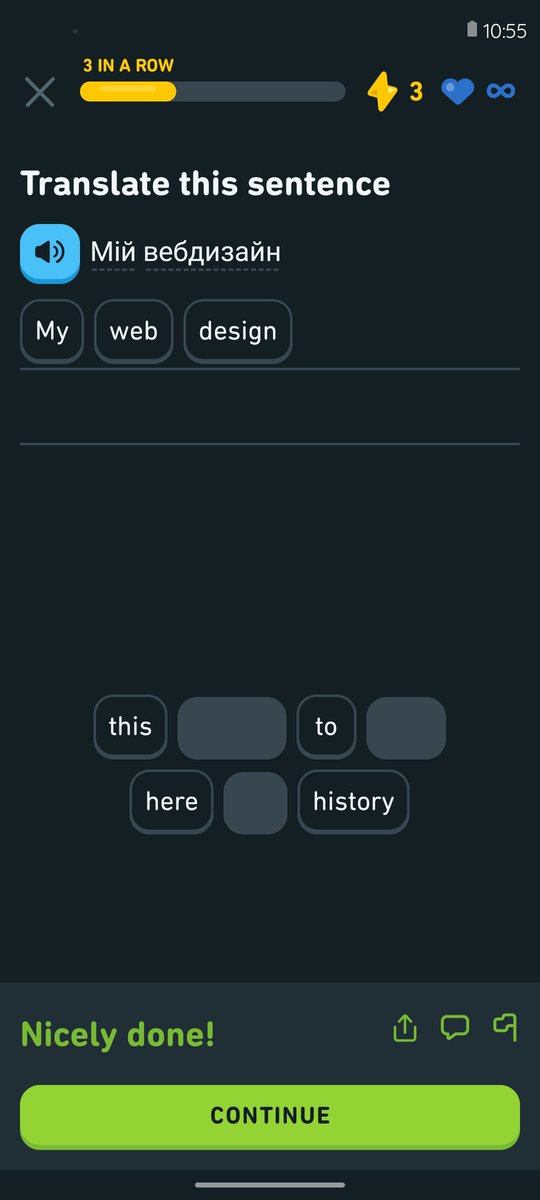 10:55
3 IN A ROW
3
Translate this sentence
Мій вебдизайн
My web design
this to
here history
Nicely done!
CONTINUE